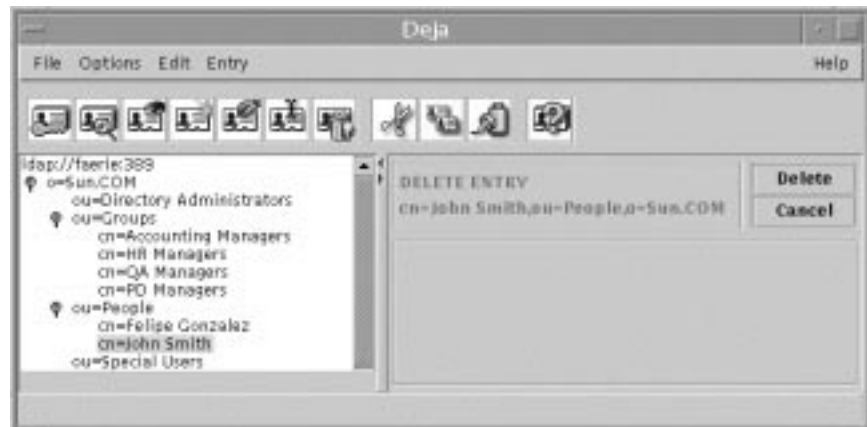 Deja
File Options Edit Entry Help
ldap://faerie:389
o=Sun.COM
ou=Directory Administrators
ou=Groups
cn=Accounting Managers
cn=HR Managers
cn=QA Managers
cn=PD Managers
ou=People
cn=Felipe Gonzalez
cn=John Smith
ou=Special Users
DELETE ENTRY
cn=John Smith,ou=People,o=Sun.COM
Delete
Cancel